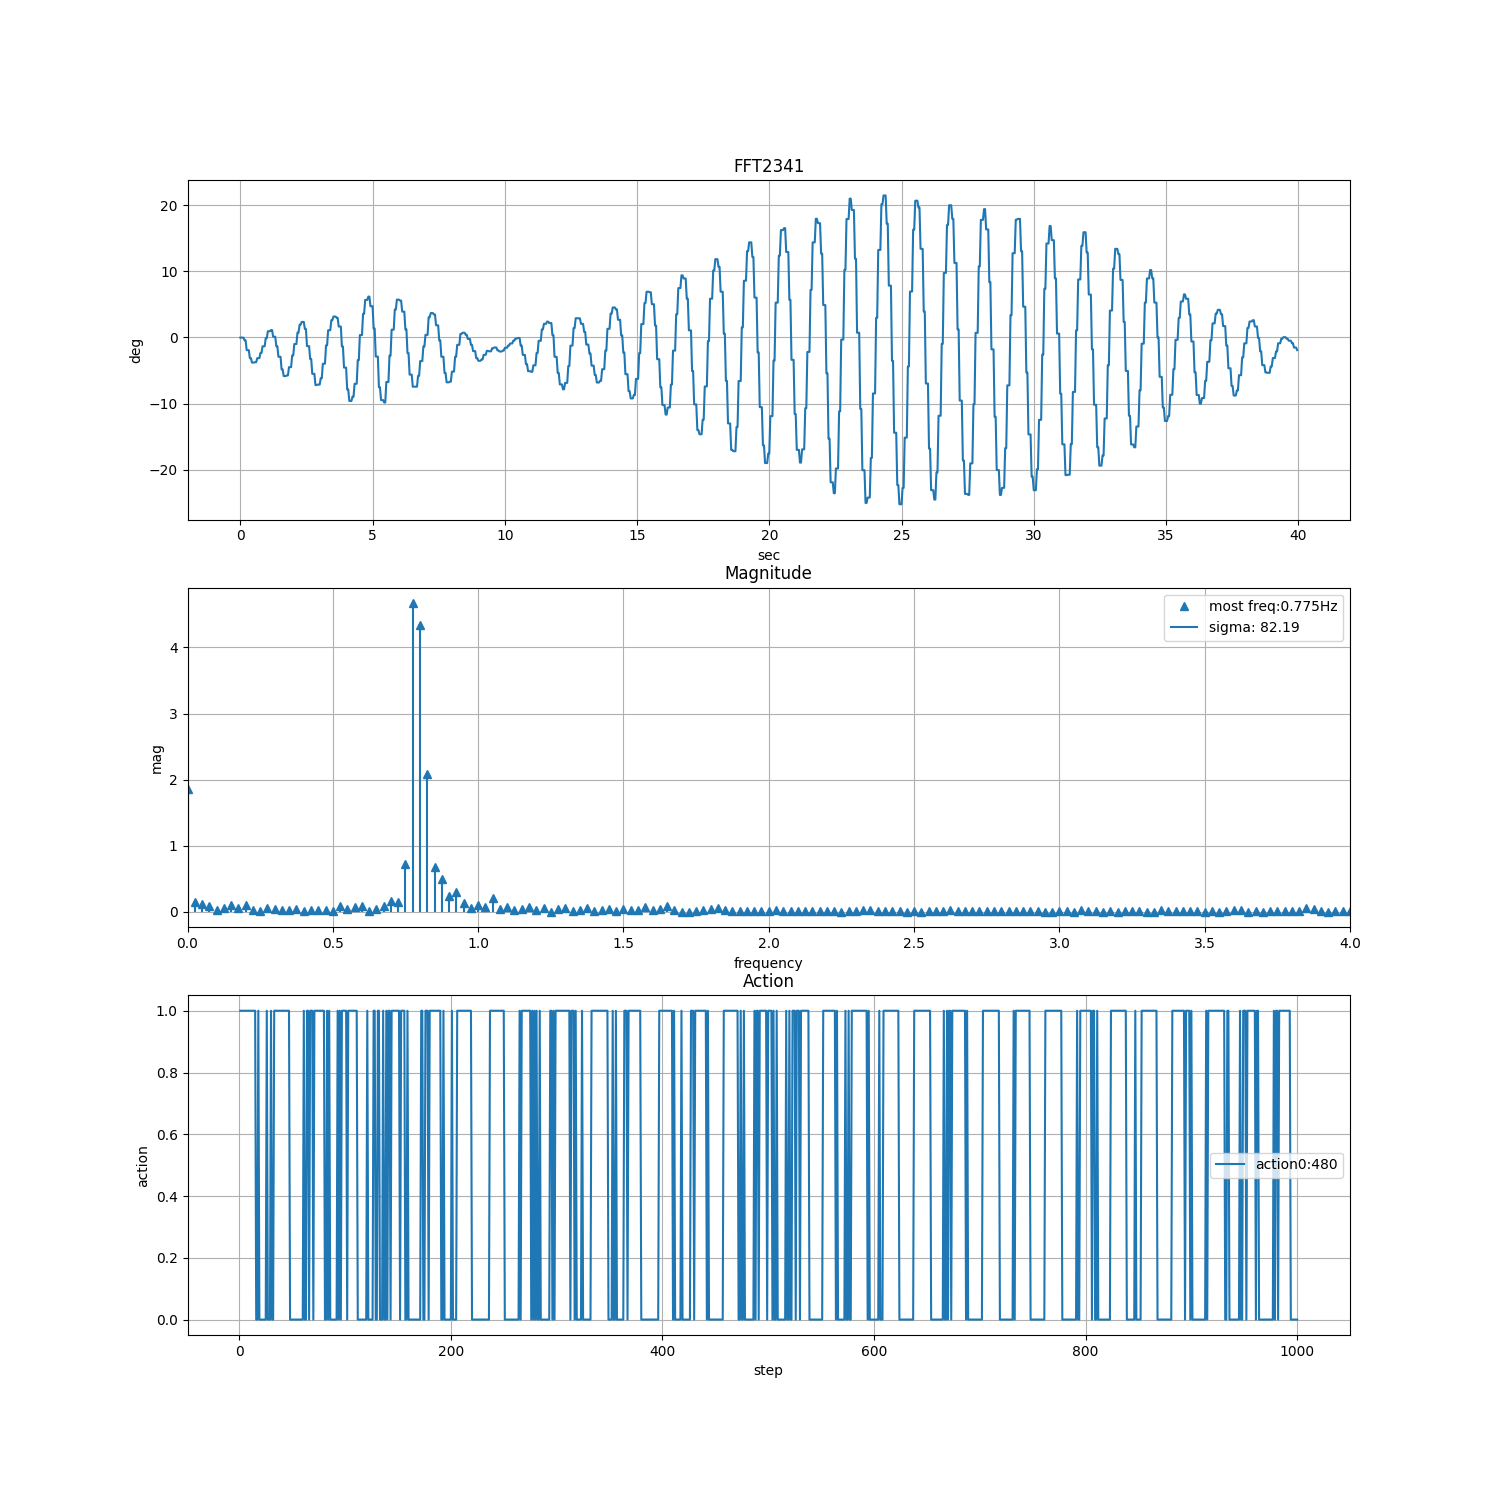 FFT2341
20
10
0
−10
−20
deg
0 5 10 15 20 25 30 35 40
sec
Magnitude
most freq:0.775Hz
sigma: 82.19
4
3
2
1
0
mag
0.0 0.5 1.0 1.5 2.0 2.5 3.0 3.5 4.0
frequency
Action
1.0
0.8
0.6
0.4
0.2
0.0
action
action0:480
0 200 400 600 800 1000
step